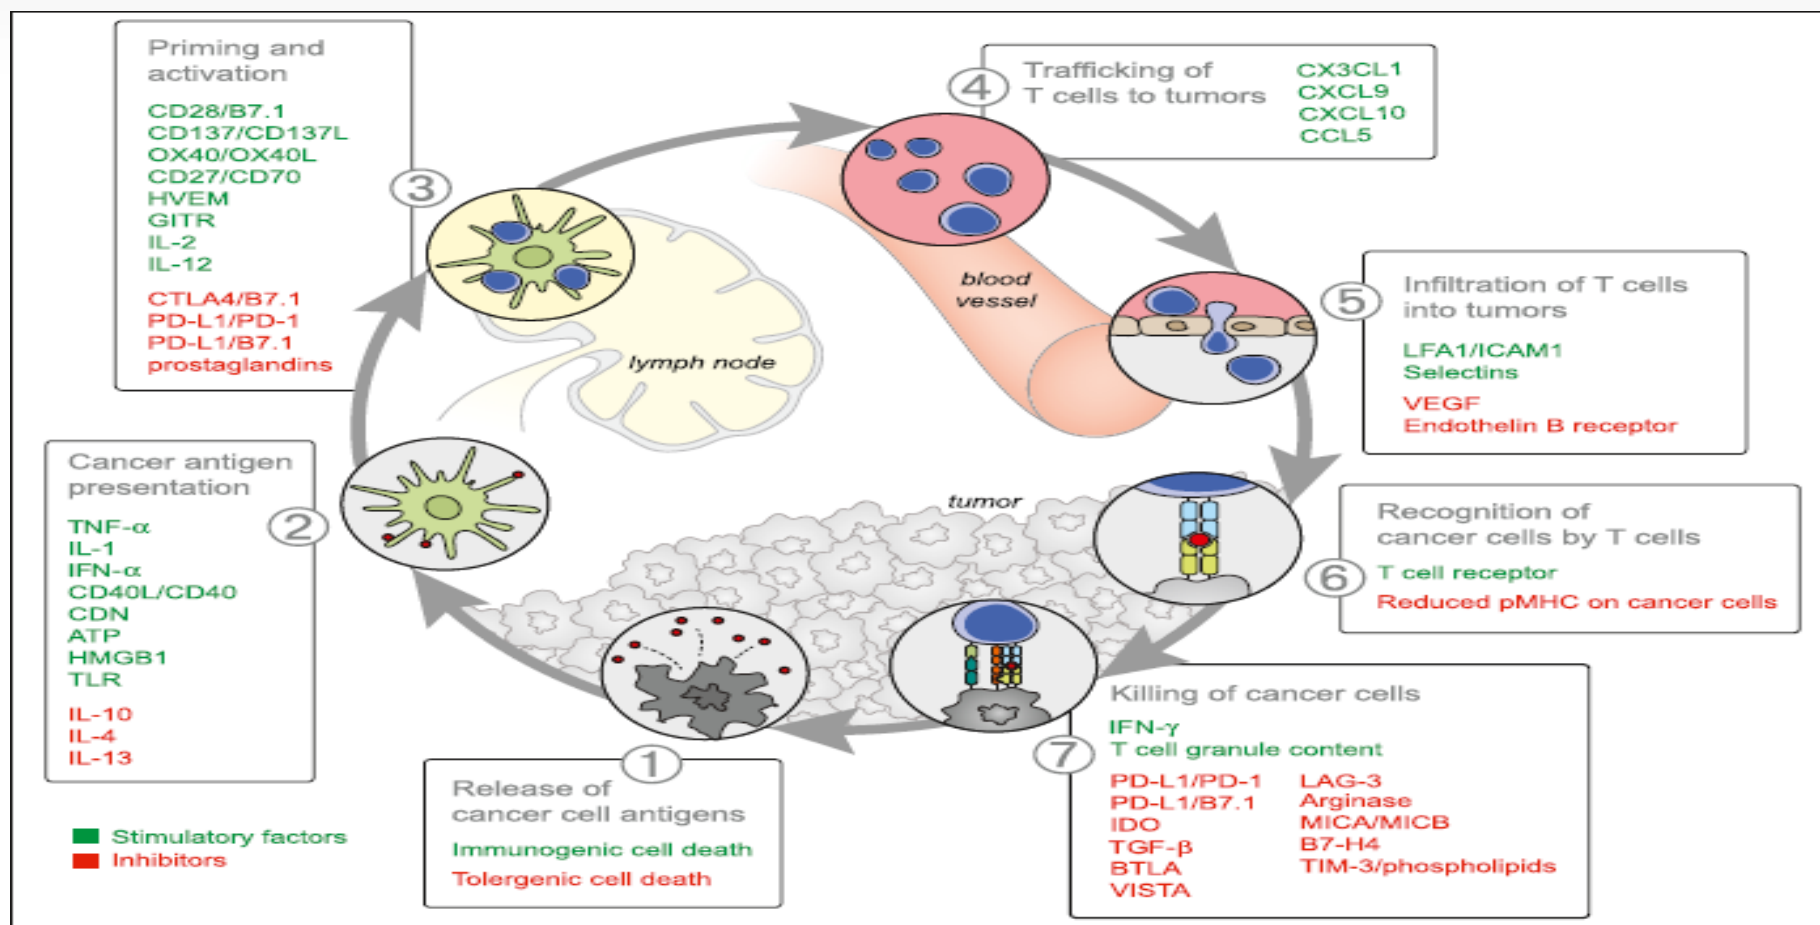 Priming and
activation
CD28/B7.1
CD137/CD137L
OX40/OX40L
CD27/CD70
HVEM
GITR
IL-2
IL-12
CTLA4/B7.1
PD-L1/PD-1
PD-L1/B7.1
prostaglandins
3
4
Trafficking of
T cells to tumors
CX3CL1
CXCL9
CXCL10
CCL5
blood
vessel
lymph node
5
Infiltration of T cells
into tumors
LFA1/ICAM1
Selectins
VEGF
Endothelin B receptor
Cancer antigen
presentation
TNF-α
IL-1
IFN-α
CD40L/CD40
CDN
ATP
HMGB1
TLR
IL-10
IL-4
IL-13
2
tumor
6
Recognition of
cancer cells by T cells
T cell receptor
Reduced pMHC on cancer cells
7
Killing of cancer cells
IFN-γ
T cell granule content
PD-L1/PD-1
PD-L1/B7.1
IDO
TGF-β
BTLA
VISTA
LAG-3
Arginase
MICA/MICB
B7-H4
TIM-3/phospholipids
1
Release of
cancer cell antigens
Immunogenic cell death
Tolergenic cell death
Stimulatory factors
Inhibitors